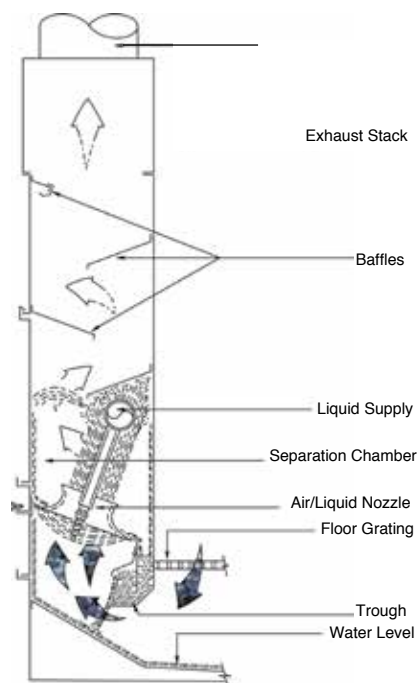 Exhaust Stack
Baffles
Liquid Supply
Separation Chamber
Air/Liquid Nozzle
Floor Grating
Trough
Water Level